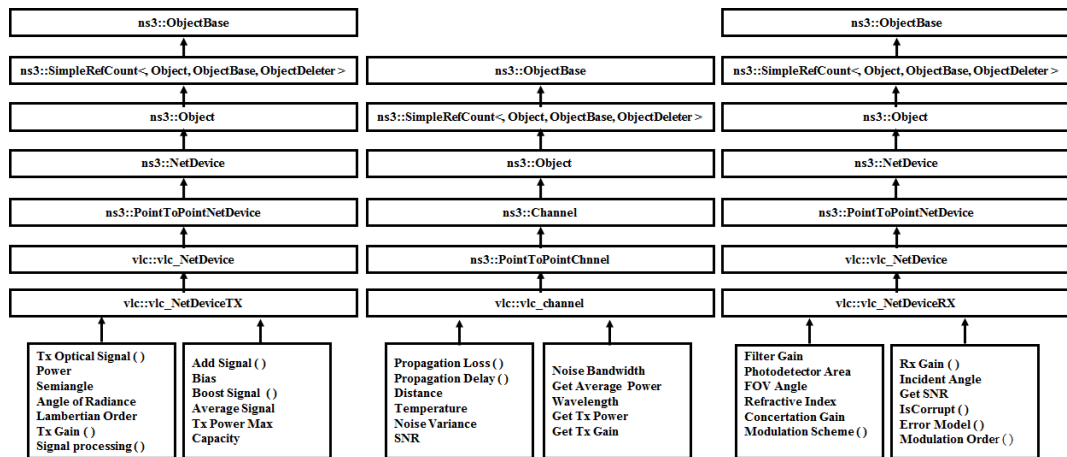 ns3::ObjectBase
ns3::SimpleRefCount<, Object, ObjectBase, ObjectDeleter >
ns3::Object
ns3::NetDevice
ns3::PointToPointNetDevice
vlc::vlc_NetDevice
vlc::vlc_NetDeviceTX
Tx Optical Signal ( )
Power
Semiangle
Angle of Radiance
Lambertian Order
Tx Gain ( )
Signal processing ( )
Add Signal ( )
Bias
Boost Signal ( )
Average Signal
Tx Power Max
Capacity
ns3::ObjectBase
ns3::SimpleRefCount<, Object, ObjectBase, ObjectDeleter >
ns3::Object
ns3::Channel
ns3::PointToPointChnnel
vlc::vlc_channel
Propagation Loss ( )
Propagation Delay ( )
Distance
Temperature
Noise Variance
SNR
Noise Bandwidth
Get Average Power
Wavelength
Get Tx Power
Get Tx Gain
ns3::ObjectBase
ns3::SimpleRefCount<, Object, ObjectBase, ObjectDeleter >
ns3::Object
ns3::NetDevice
ns3::PointToPointNetDevice
vlc::vlc_NetDevice
vlc::vlc_NetDeviceRX
Filter Gain
Photodetector Area
FOV Angle
Refractive Index
Concertation Gain
Modulation Scheme ( )
Rx Gain ( )
Incident Angle
Get SNR
IsCorrupt ( )
Error Model ( )
Modulation Order ( )